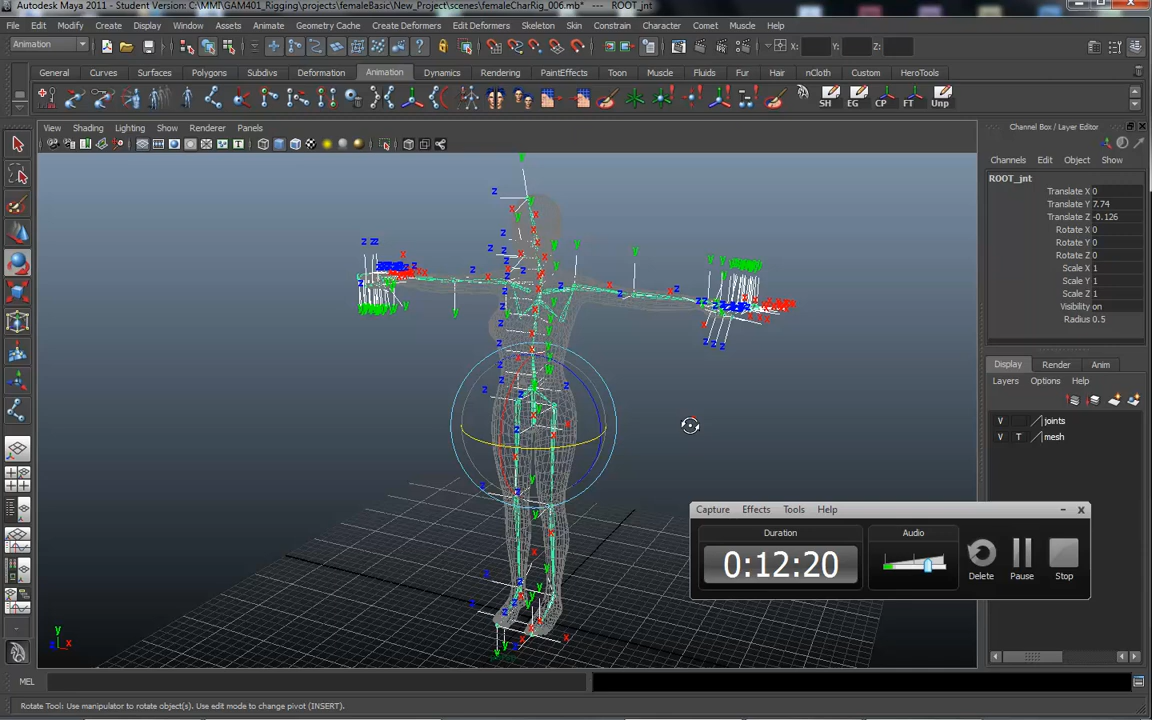 Autodesk Maya 2011 - Student Version: C:\MMI\GAM401_Rigging\projects\femaleBasic\New_Project\scenes\femaleCharRig_006.mb* --- ROOT_jnt
File Edit Modify Create Display Window Assets Animate Geometry Cache Create Deformers Edit Deformers Skeleton Skin Constrain Character Comet Muscle Help
Animation X: Y: Z:
General Curves Surfaces Polygons Subdivs Deformation Animation Dynamics Rendering PaintEffects Toon Muscle Fluids Fur Hair nCloth Custom HeroTools
SH EG CP FT Unp
View Shading Lighting Show Renderer Panels
Channel Box / Layer Editor
Channels Edit Object Show
ROOT_jnt
Translate X 0
Translate Y 7.74
Translate Z -0.126
Rotate X 0
Rotate Y 0
Rotate Z 0
Scale X 1
Scale Y 1
Scale Z 1
Visibility on
Radius 0.5
Display Render Anim
Layers Options Help
V joints
V T mesh
Capture Effects Tools Help
Duration Audio
0:12:20
Delete Pause Stop
y
z x
MEL
Rotate Tool: Use manipulator to rotate object(s). Use edit mode to change pivot (INSERT).